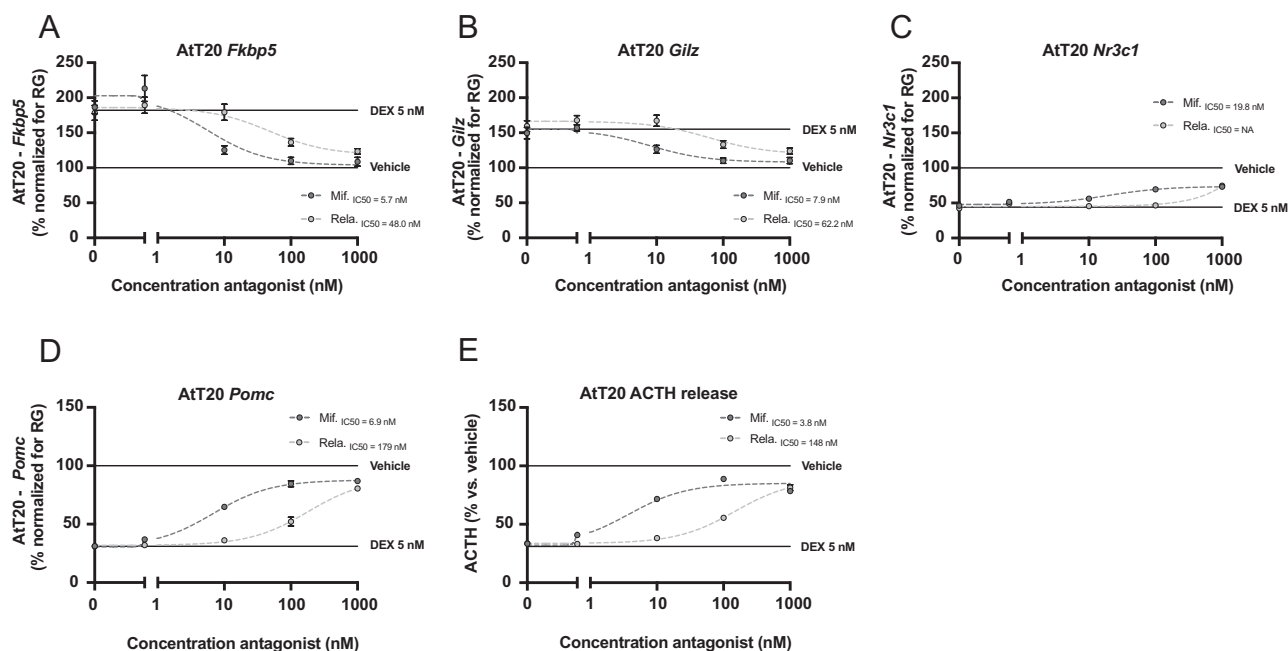 A
AtT20 Fkbp5
AtT20 - Fkbp5
(% normalized for RG)
250
200
150
100
50
0
DEX 5 nM
Vehicle
Mif. IC50 = 5.7 nM
Rela. IC50 = 48.0 nM
0 1 10 100 1000
Concentration antagonist (nM)
B
AtT20 Gilz
AtT20 - Gilz
(% normalized for RG)
250
200
150
100
50
0
DEX 5 nM
Vehicle
Mif. IC50 = 7.9 nM
Rela. IC50 = 62.2 nM
0 1 10 100 1000
Concentration antagonist (nM)
C
AtT20 Nr3c1
AtT20 - Nr3c1
(% normalized for RG)
250
200
150
100
50
0
Mif. IC50 = 19.8 nM
Rela. IC50 = NA
Vehicle
DEX 5 nM
0 1 10 100 1000
Concentration antagonist (nM)
D
AtT20 Pomc
AtT20 - Pomc
(% normalized for RG)
150
100
50
0
Mif. IC50 = 6.9 nM
Rela. IC50 = 179 nM
Vehicle
DEX 5 nM
0 1 10 100 1000
Concentration antagonist (nM)
E
AtT20 ACTH release
ACTH (% vs. vehicle)
150
100
50
0
Mif. IC50 = 3.8 nM
Rela. IC50 = 148 nM
Vehicle
DEX 5 nM
0 1 10 100 1000
Concentration antagonist (nM)